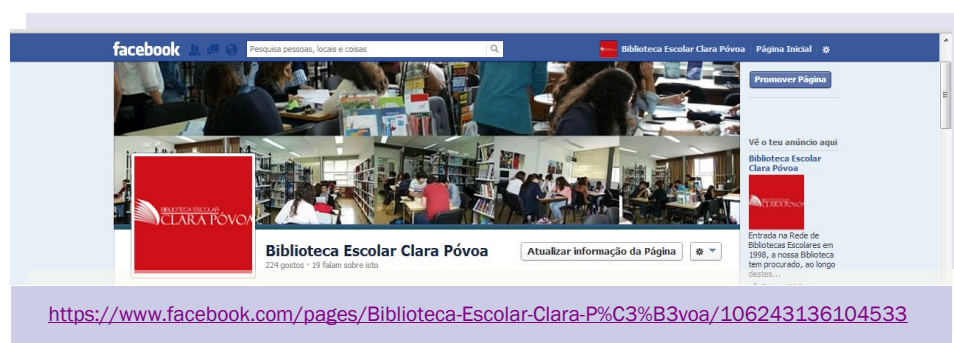 facebook
Pesquisa pessoas, locais e coisas
Biblioteca Escolar Clara Póvoa
Página Inicial
Promover Página
Vê o teu anúncio aqui
Biblioteca Escolar
Clara Póvoa
BIBLIOTECA ESCOLAR
CLARA PÓVOA
CLARA PÓVOA
Entrada na Rede de
Bibliotecas Escolares em
1998, a nossa Biblioteca
tem procurado, ao longo
destes...
Biblioteca Escolar Clara Póvoa
224 gostos · 19 falam sobre isto
Atualizar informação da Página
https://www.facebook.com/pages/Biblioteca-Escolar-Clara-P%C3%B3voa/106243136104533